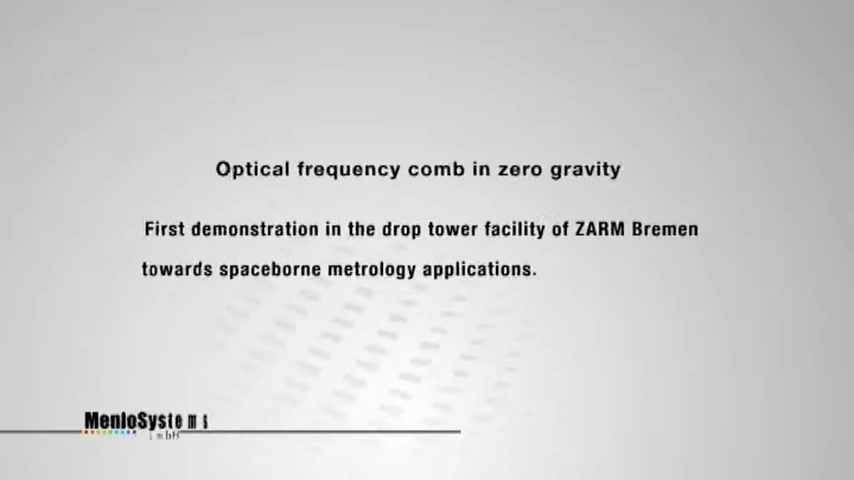 Optical frequency comb in zero gravity
First demonstration in the drop tower facility of ZARM Bremen
towards spaceborne metrology applications.
MenloSystems